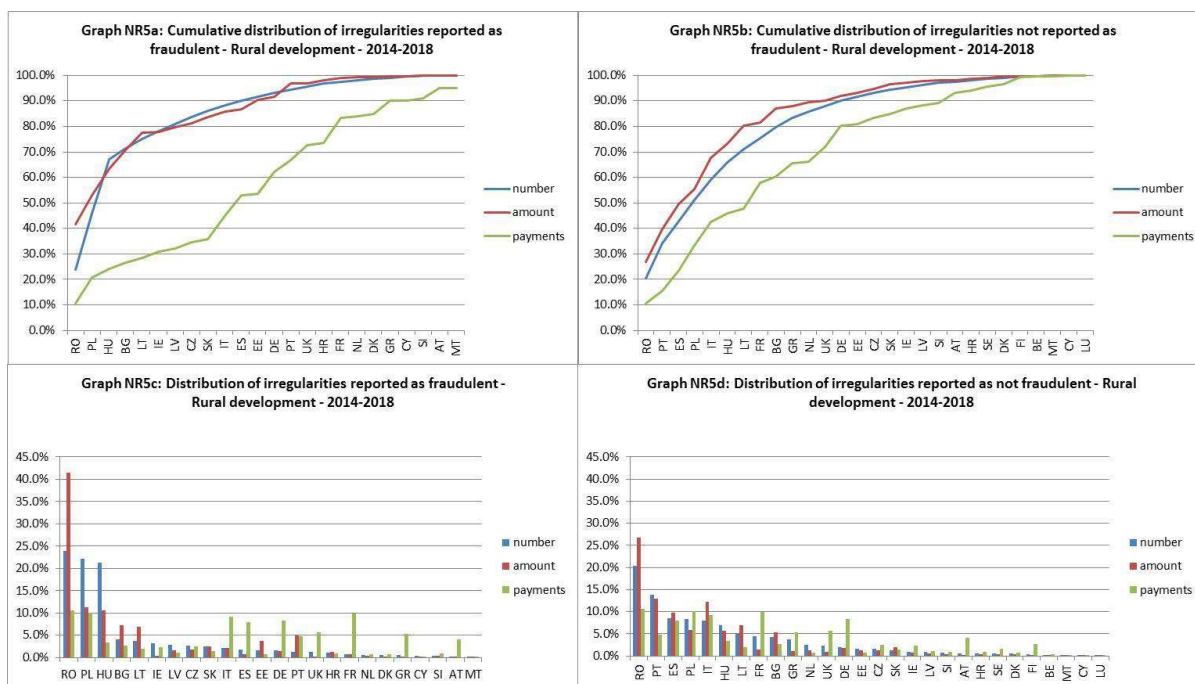 Graph NR5a: Cumulative distribution of irregularities reported as
fraudulent - Rural development - 2014-2018
100.0%
90.0%
80.0%
70.0%
60.0%
50.0%
40.0%
30.0%
20.0%
10.0%
0.0%
number
amount
payments
RO PL HU BG LT IE LV CZ SK IT ES EE DE PT UK HR FR NL DK GR CY SI AT MT
Graph NR5b: Cumulative distribution of irregularities not reported as
fraudulent - Rural development - 2014-2018
100.0%
90.0%
80.0%
70.0%
60.0%
50.0%
40.0%
30.0%
20.0%
10.0%
0.0%
number
amount
payments
RO PT ES PL IT HU LT FR BG GR NL UK DE EE CZ SK IE LV SI AT HR SE DK FI BE MT CY LU
Graph NR5c: Distribution of irregularities reported as fraudulent -
Rural development - 2014-2018
45.0%
40.0%
35.0%
30.0%
25.0%
20.0%
15.0%
10.0%
5.0%
0.0%
number
amount
payments
RO PL HU BG LT IE LV CZ SK IT ES EE DE PT UK HR FR NL DK GR CY SI AT MT
Graph NR5d: Distribution of irregularities reported as not fraudulent - Rural
development - 2014-2018
45.0%
40.0%
35.0%
30.0%
25.0%
20.0%
15.0%
10.0%
5.0%
0.0%
number
amount
payments
RO PT ES PL IT HU LT FR BG GR NL UK DE EE CZ SK IE LV SI AT HR SE DK FI BE MT CY LU